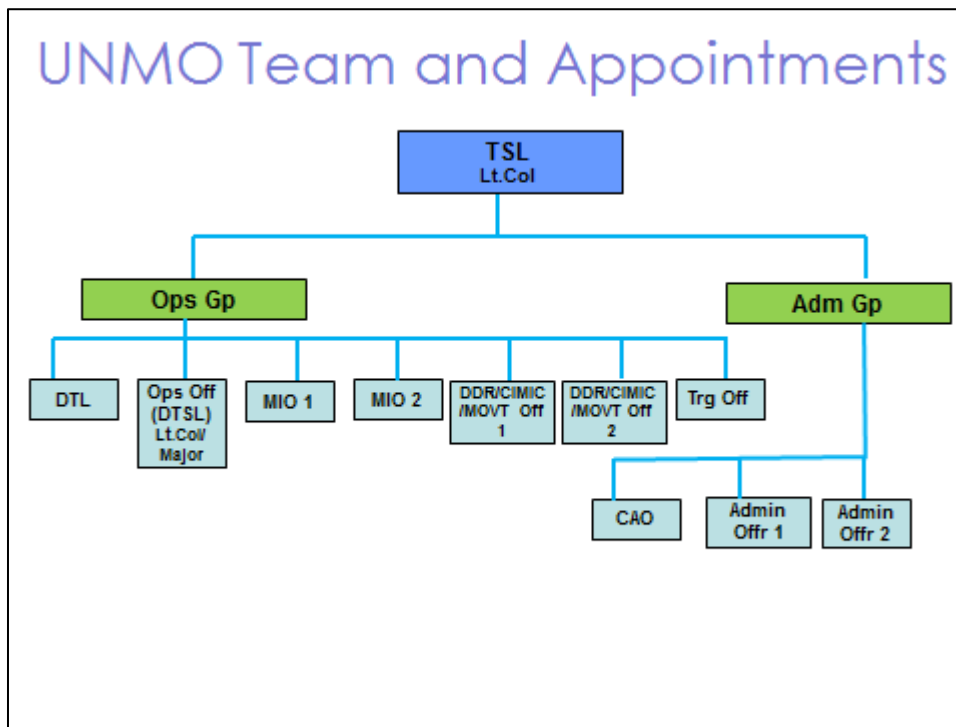 UNMO Team and Appointments
TSL
Lt.Col
Ops Gp
Adm Gp
DTL
Ops Off
(DTSL)
Lt.Col/
Major
MIO 1
MIO 2
DDR/CIMIC
/MOVT Off
1
DDR/CIMIC
/MOVT Off
2
Trg Off
CAO
Admin
Offr 1
Admin
Offr 2